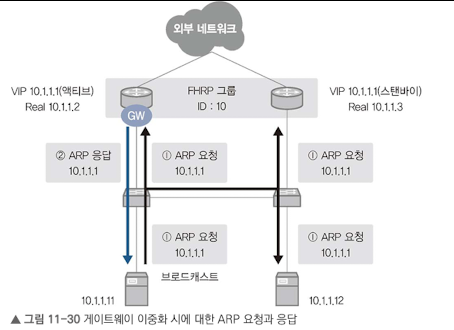 외부 네트워크
VIP 10.1.1.1(액티브)
Real 10.1.1.2
FHRP 그룹
ID : 10
VIP 10.1.1.1(스탠바이)
Real 10.1.1.3
GW
② ARP 응답
10.1.1.1
① ARP 요청
10.1.1.1
① ARP 요청
10.1.1.1
① ARP 요청
10.1.1.1
① ARP 요청
10.1.1.1
브로드캐스트
10.1.1.11
10.1.1.12
▲ 그림 11-30 게이트웨이 이중화 시에 대한 ARP 요청과 응답